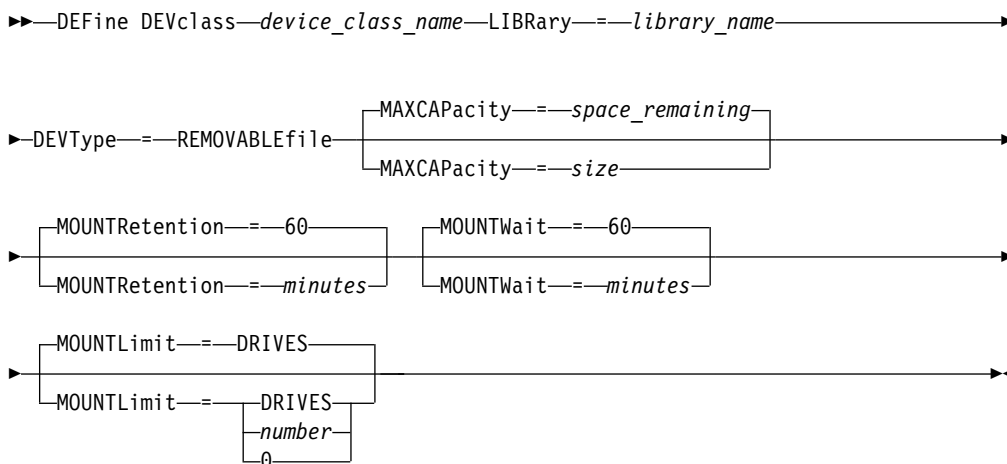 ►►─DEFine DEVclass─device_class_name─LIBRary─=─library_name─►
┌─MAXCAPacity─=─space_remaining─┐
►─DEVType─=─REMOVABLEfile─►
└─MAXCAPacity─=─size─┘
┌─MOUNTRetention─=─60─┐ ┌─MOUNTWait─=─60─┐
►─►
└─MOUNTRetention─=─minutes─┘ └─MOUNTWait─=─minutes─┘
┌─MOUNTLimit─=─DRIVES─┐
►─►◄
└─MOUNTLimit─=─DRIVES─┘
number
0